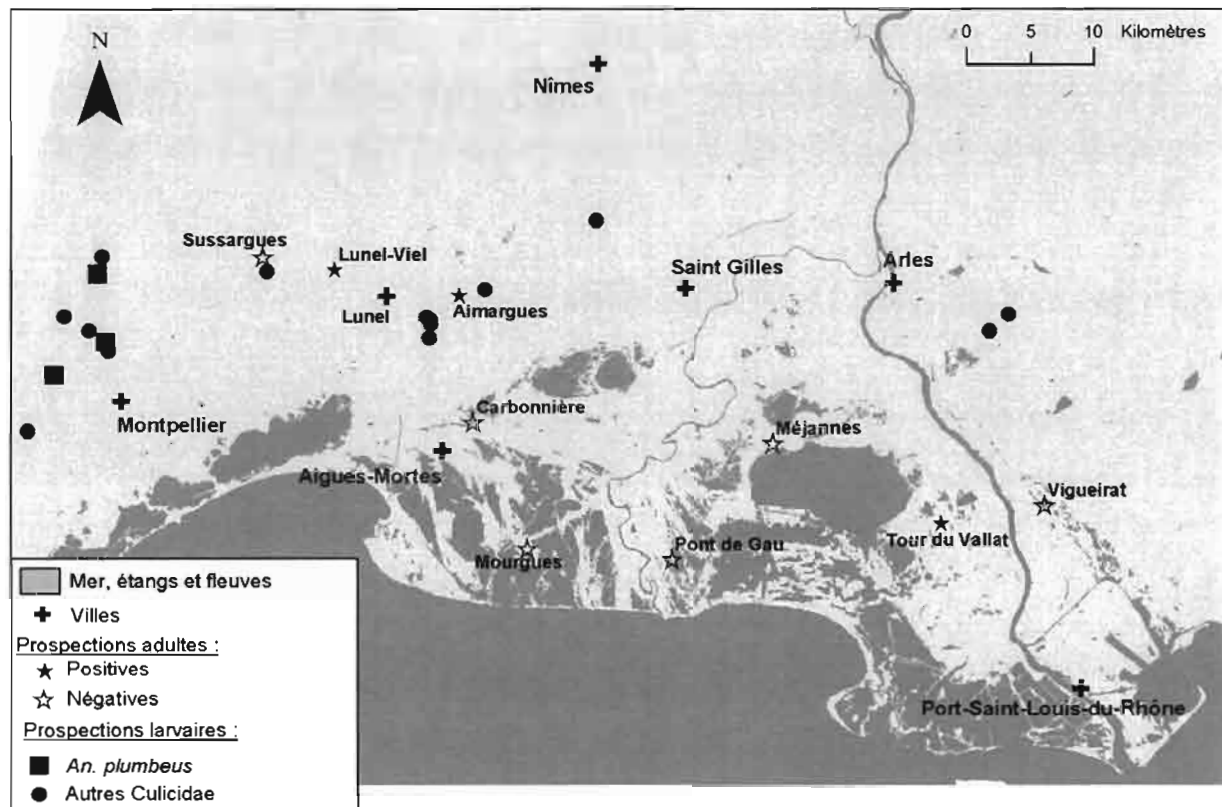 N
0 10 Kilomètres
Nîmes
Sussargues
Lunel-Viel
Saint Gilles
Arles
Lunel
Aimargues
Montpellier
Carbonnière
Méjannes
Aigues-Mortes
Vigueirat
Mourgues
Pont de Gau
Tour du Vallat
Port-Saint-Louis-du-Rhône
Mer, étangs et fleuves
Villes
Prospections adultes :
Positives
Négatives
Prospections larvaires :
An. plumbeus
Autres Culicidae